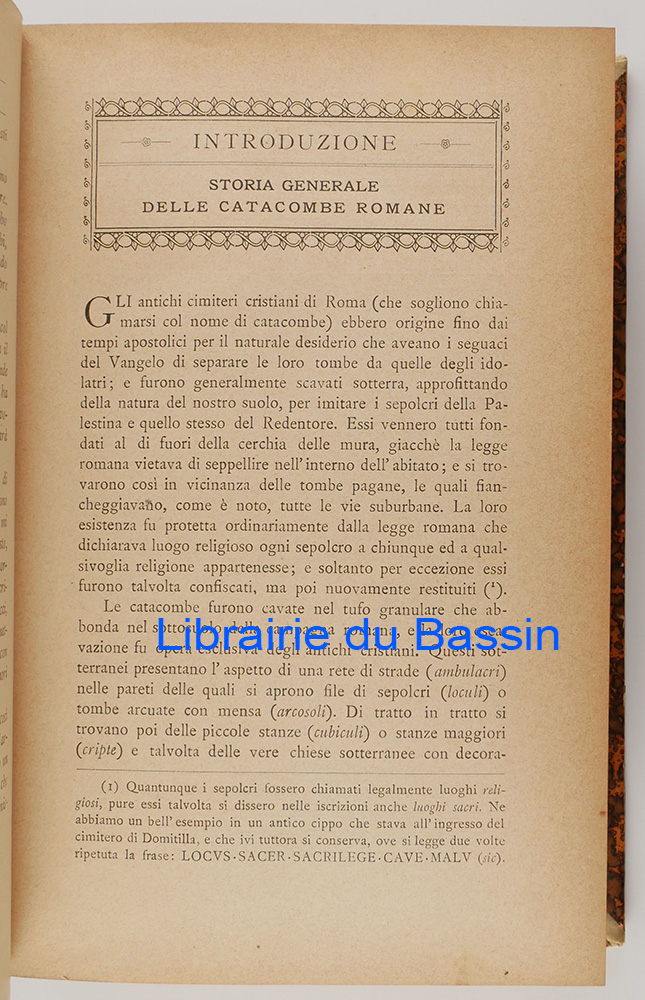 INTRODUZIONE
STORIA GENERALE
DELLE CATACOMBE ROMANE
GLI antichi cimiteri cristiani di Roma (che sogliono chia-
marsi col nome di catacombe) ebbero origine fino dai
tempi apostolici per il naturale desiderio che aveano i seguaci
del Vangelo di separare le loro tombe da quelle degli ido-
latri; e furono generalmente scavati sotterra, approfittando
della natura del nostro suolo, per imitare i sepolcri della Pa-
lestina e quello stesso del Redentore. Essi vennero tutti fon-
dati al di fuori della cerchia delle mura, giacchè la legge
romana vietava di seppellire nell'interno dell'abitato; e si tro-
varono così in vicinanza delle tombe pagane, le quali fian-
cheggiavano, come è noto, tutte le vie suburbane. La loro
esistenza fu protetta ordinariamente dalla legge romana che
dichiarava luogo religioso ogni sepolcro a chiunque ed a qual-
sivoglia religione appartenesse; e soltanto per eccezione essi
furono talvolta confiscati, ma poi nuovamente restituiti (1).
Le catacombe furono cavate nel tufo granulare che ab-
bonda nel sottosuolo della campagna romana, e la loro esca-
vazione fu opera esclusiva degli antichi cristiani. Questi sot-
Librairie du Bassin
terranei presentano l'aspetto di una rete di strade (ambulacri)
nelle pareti delle quali si aprono file di sepolcri (loculi) o
tombe arcuate con mensa (arcosoli). Di tratto in tratto si
trovano poi delle piccole stanze (cubiculi) o stanze maggiori
(cripte) e talvolta delle vere chiese sotterranee con decora-
(1) Quantunque i sepolcri fossero chiamati legalmente luoghi reli-
giosi, pure essi talvolta si dissero nelle iscrizioni anche luoghi sacri. Ne
abbiamo un bell'esempio in un antico cippo che stava all'ingresso del
cimitero di Domitilla, e che ivi tuttora si conserva, ove si legge due volte
ripetuta la frase: LOCVS·SACER·SACRILEGE·CAVE·MALV (sic).